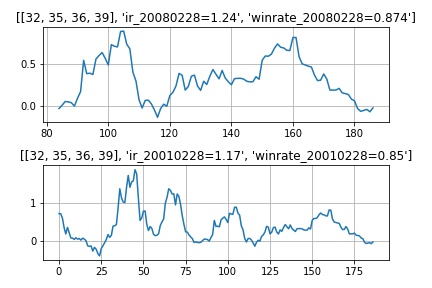 [[32, 35, 36, 39], 'ir_20080228=1.24', 'winrate_20080228=0.874']
0.5
0.0
80 100 120 140 160 180
[[32, 35, 36, 39], 'ir_20010228=1.17', 'winrate_20010228=0.85']
1
0
0 25 50 75 100 125 150 175